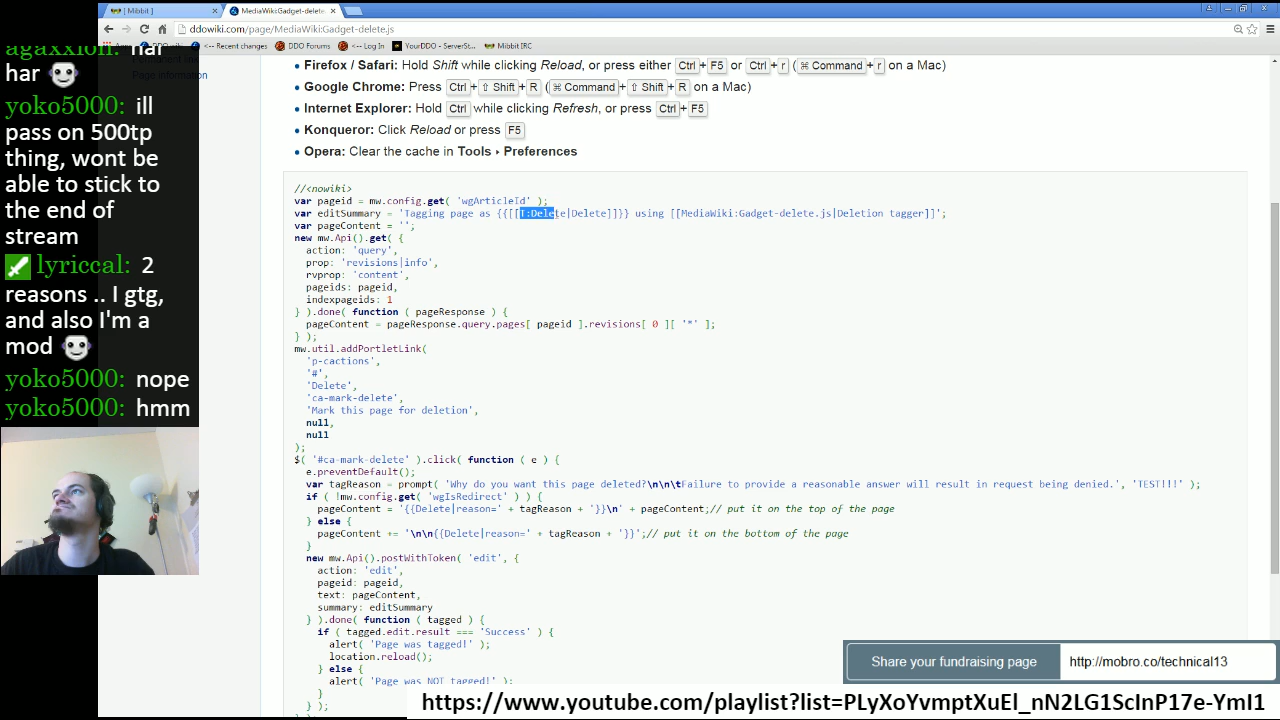 [ Mibbit ]
MediaWiki:Gadget-delete.
ddowiki.com/page/MediaWiki:Gadget-delete.js
<-- Recent changes
DDO Forums
<-- Log In
YourDDO - ServerSt...
Mibbit IRC
Page information
agaxxion: har
har
yoko5000: ill
pass on 500tp
thing, wont be
able to stick to
the end of
stream
lyriccal: 2
reasons .. I gtg,
and also I'm a
mod
yoko5000: nope
yoko5000: hmm
• Firefox / Safari: Hold Shift while clicking Reload, or press either Ctrl + F5 or Ctrl + r (⌘ Command + r on a Mac)
• Google Chrome: Press Ctrl + ⇧ Shift + R (⌘ Command + ⇧ Shift + R on a Mac)
• Internet Explorer: Hold Ctrl while clicking Refresh, or press Ctrl + F5
• Konqueror: Click Reload or press F5
• Opera: Clear the cache in Tools ▸ Preferences
//<nowiki>
var pageid = mw.config.get( 'wgArticleId' );
var editSummary = 'Tagging page as {{[[T:Delete|Delete]]}} using [[MediaWiki:Gadget-delete.js|Deletion tagger]]';
var pageContent = '';
new mw.Api().get( {
action: 'query',
prop: 'revisions|info',
rvprop: 'content',
pageids: pageid,
indexpageids: 1
} ).done( function ( pageResponse ) {
pageContent = pageResponse.query.pages[ pageid ].revisions[ 0 ][ '*' ];
} );
mw.util.addPortletLink(
'p-cactions',
'#',
'Delete',
'ca-mark-delete',
'Mark this page for deletion',
null,
null
);
$( '#ca-mark-delete' ).click( function ( e ) {
e.preventDefault();
var tagReason = prompt( 'Why do you want this page deleted?\n\n\tFailure to provide a reasonable answer will result in request being denied.', 'TEST!!!' );
if ( !mw.config.get( 'wgIsRedirect' ) ) {
pageContent = '{{Delete|reason=' + tagReason + '}}\n' + pageContent;// put it on the top of the page
} else {
pageContent += '\n\n{{Delete|reason=' + tagReason + '}}';// put it on the bottom of the page
}
new mw.Api().postWithToken( 'edit', {
action: 'edit',
pageid: pageid,
text: pageContent,
summary: editSummary
} ).done( function ( tagged ) {
if ( tagged.edit.result === 'Success' ) {
alert( 'Page was tagged!' );
location.reload();
} else {
alert( 'Page was NOT tagged!' );
}
Share your fundraising page
http://mobro.co/technical13
https://www.youtube.com/playlist?list=PLyXoYvmptXuEl_nN2LG1ScInP17e-YmI1